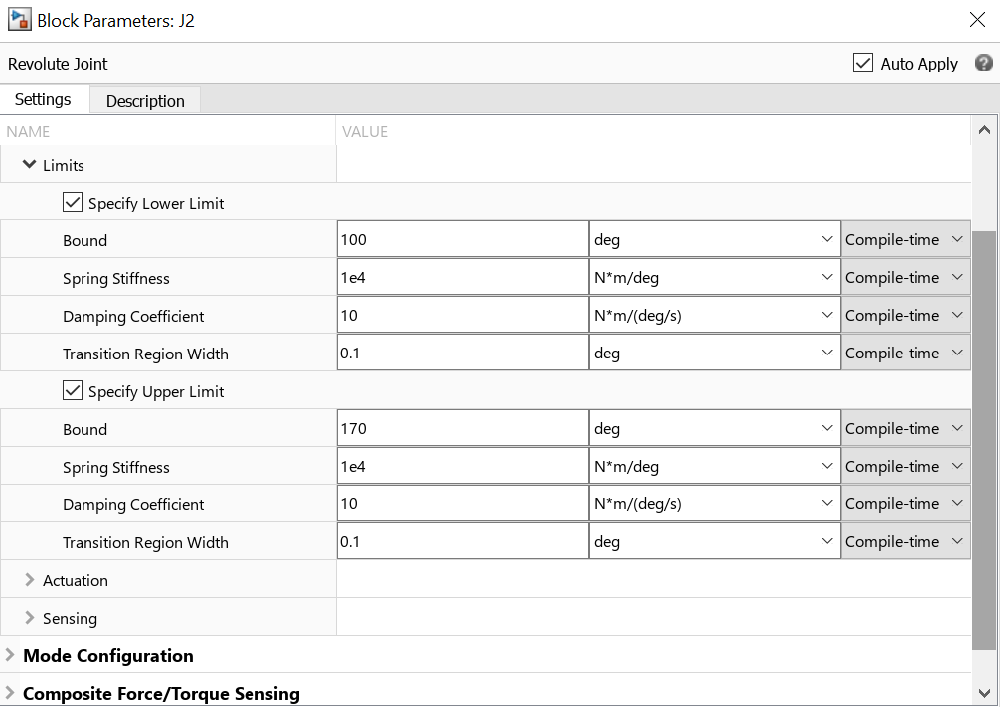 Block Parameters: J2
Revolute Joint
Auto Apply
Settings Description
NAME VALUE
Limits
Specify Lower Limit
Bound 100 deg Compile-time
Spring Stiffness 1e4 N*m/deg Compile-time
Damping Coefficient 10 N*m/(deg/s) Compile-time
Transition Region Width 0.1 deg Compile-time
Specify Upper Limit
Bound 170 deg Compile-time
Spring Stiffness 1e4 N*m/deg Compile-time
Damping Coefficient 10 N*m/(deg/s) Compile-time
Transition Region Width 0.1 deg Compile-time
Actuation
Sensing
Mode Configuration
Composite Force/Torque Sensing